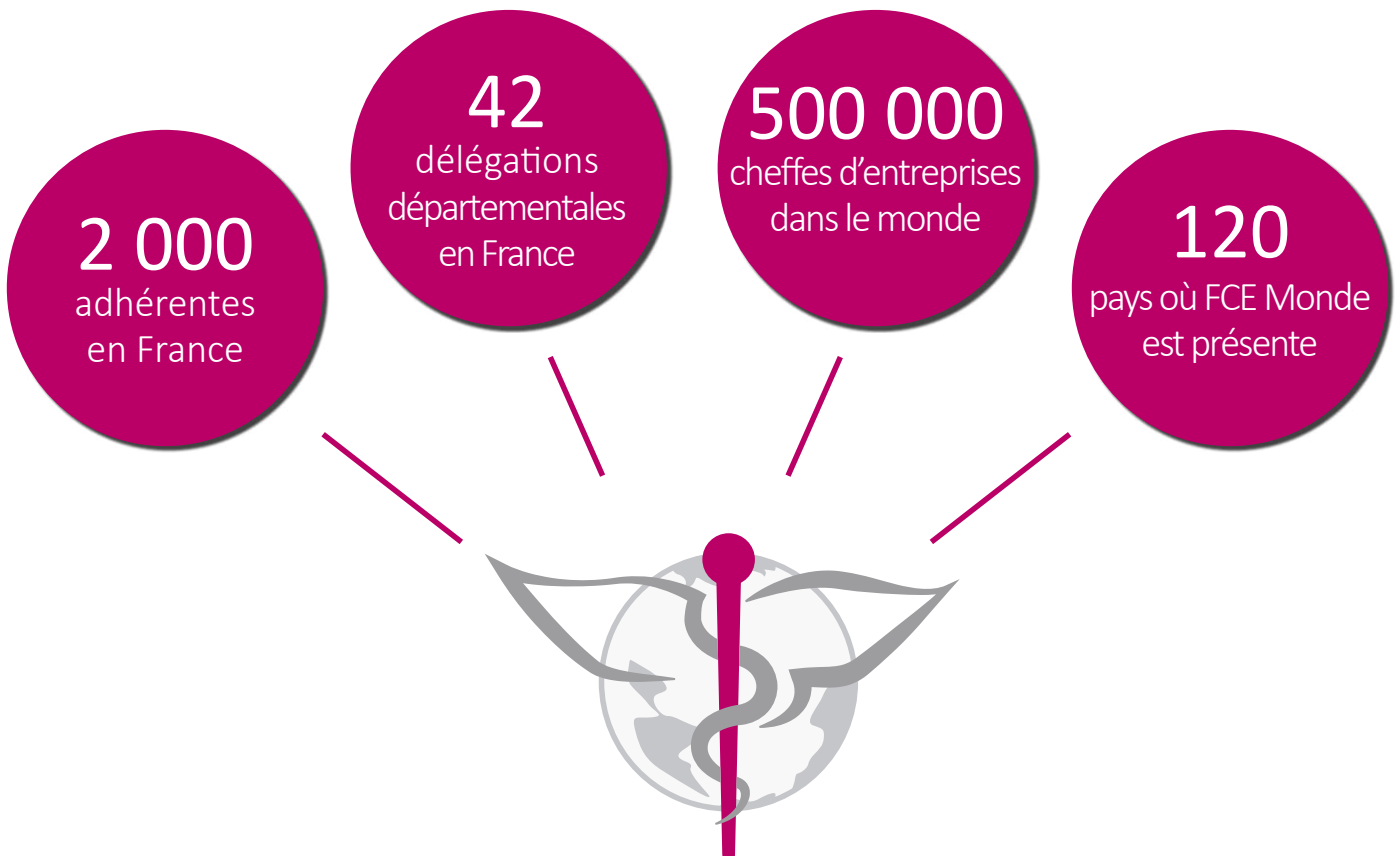 2 000
adhérentes
en France
42
délégations
départementales
en France
500 000
cheffes d'entreprises
dans le monde
120
pays où FCE Monde
est présente